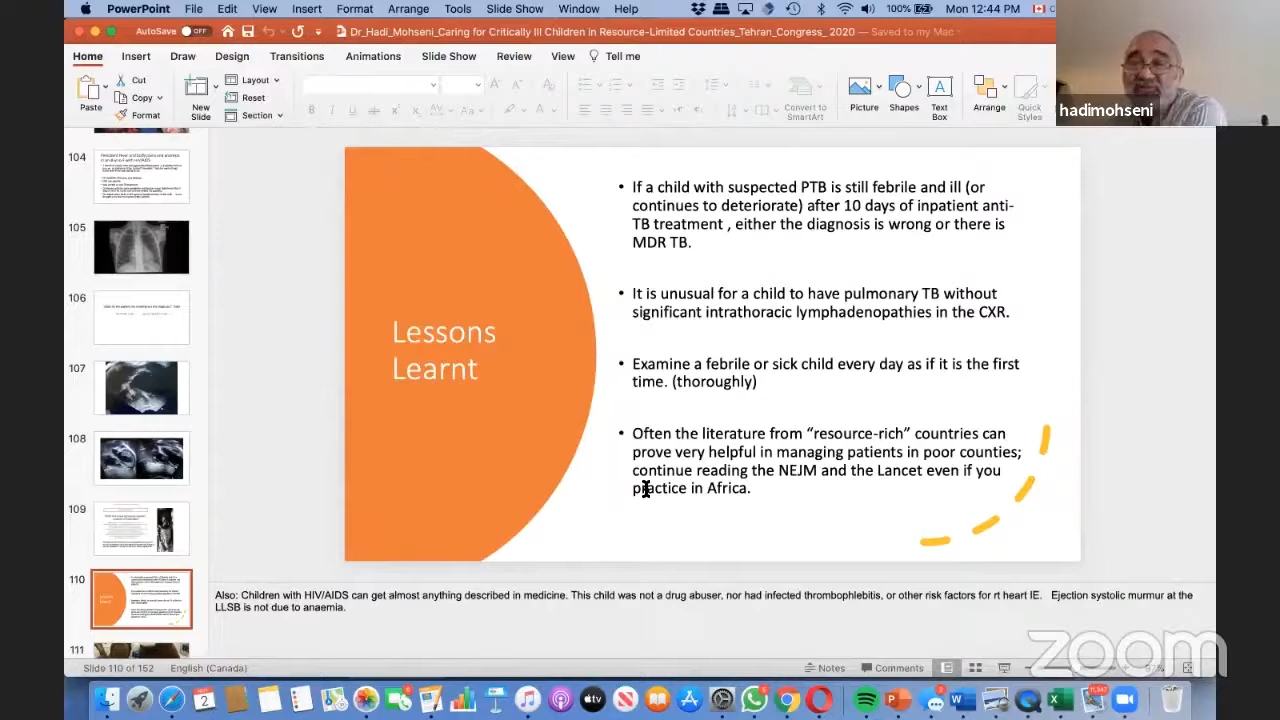 PowerPoint File Edit View Insert Format Arrange Tools Slide Show Window Help 100% Mon 12:44 PM
AutoSave OFF Dr_Hadi_Mohseni_Caring for Critically Ill Children in Resource-Limited Countries_Tehran_Congress_ 2020 — Saved to my Mac
Home Insert Draw Design Transitions Animations Slide Show Review View Tell me
Paste Cut Copy Format New Slide Layout Reset Section Convert to SmartArt Picture Shapes Text Box Arrange Quick Styles
hadimohseni
104
105
106
107
108
109
110
111
Lessons
Learnt
• If a child with suspected PTB is still febrile and ill (or
continues to deteriorate) after 10 days of inpatient anti-
TB treatment , either the diagnosis is wrong or there is
MDR TB.
• It is unusual for a child to have pulmonary TB without
significant intrathoracic lymphadenopathies in the CXR.
• Examine a febrile or sick child every day as if it is the first
time. (thoroughly)
• Often the literature from “resource-rich” countries can
prove very helpful in managing patients in poor counties;
continue reading the NEJM and the Lancet even if you
practice in Africa.
Also: Children with HIV/AIDS can get almost anything described in medicine. This child was not a drug abuser, nor had infected thrombophlebitis, or other risk factors for rt heart IE. Ejection systolic murmur at the
LLSB is not due to anaemia.
Slide 110 of 152 English (Canada) Notes Comments
zoom